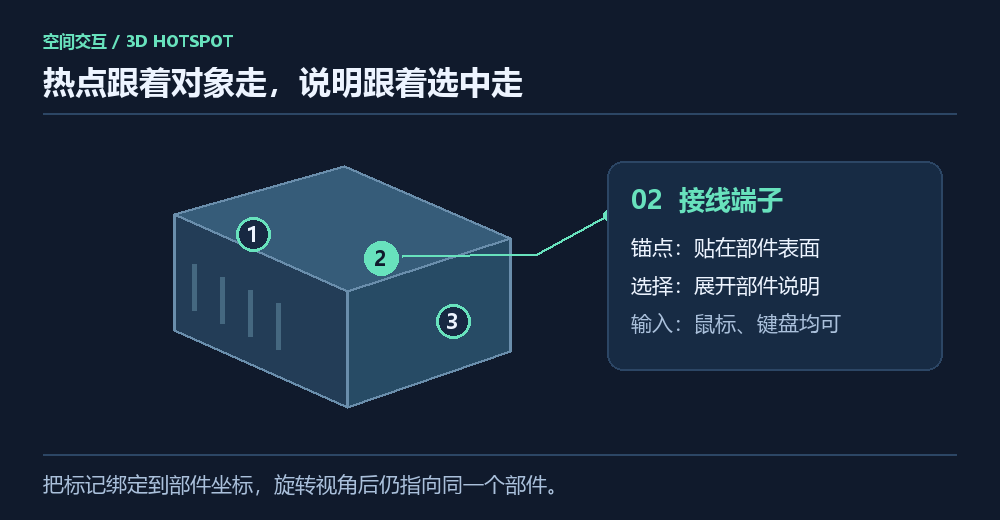 空间交互 / 3D HOTSPOT
热点跟着对象走，说明跟着选中走
1
2
3
02 接线端子
锚点：贴在部件表面
选择：展开部件说明
输入：鼠标、键盘均可
把标记绑定到部件坐标，旋转视角后仍指向同一个部件。